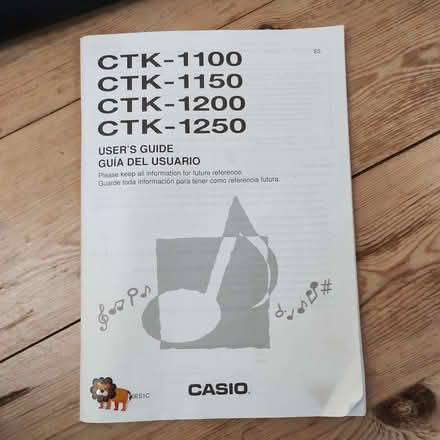 ES
CTK-1100
CTK-1150
CTK-1200
CTK-1250
USER'S GUIDE
GUÍA DEL USUARIO
Please keep all information for future reference.
Guarde toda información para tener como referencia futura.
CASIO